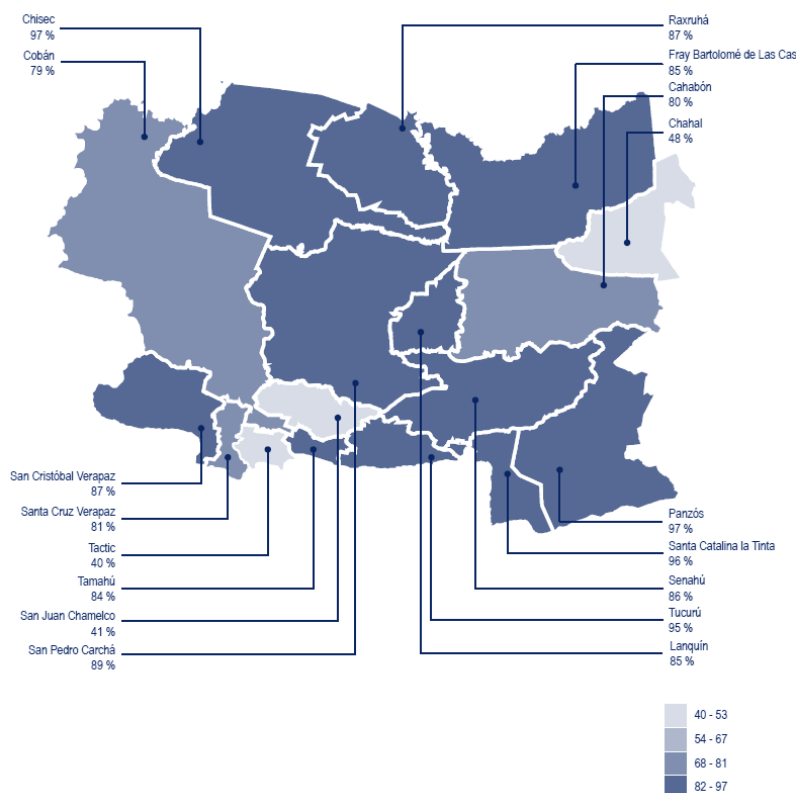 Chisec
97 %
Cobán
79 %
Raxruhá
87 %
Fray Bartolomé de Las Cas
85 %
Cahabón
80 %
Chahal
48 %
San Cristóbal Verapaz
87 %
Santa Cruz Verapaz
81 %
Tactic
40 %
Tamahú
84 %
San Juan Chamelco
41 %
San Pedro Carchá
89 %
Panzós
97 %
Santa Catalina la Tinta
96 %
Senahú
86 %
Tucurú
95 %
Lanquín
85 %
40 - 53
54 - 67
68 - 81
82 - 97